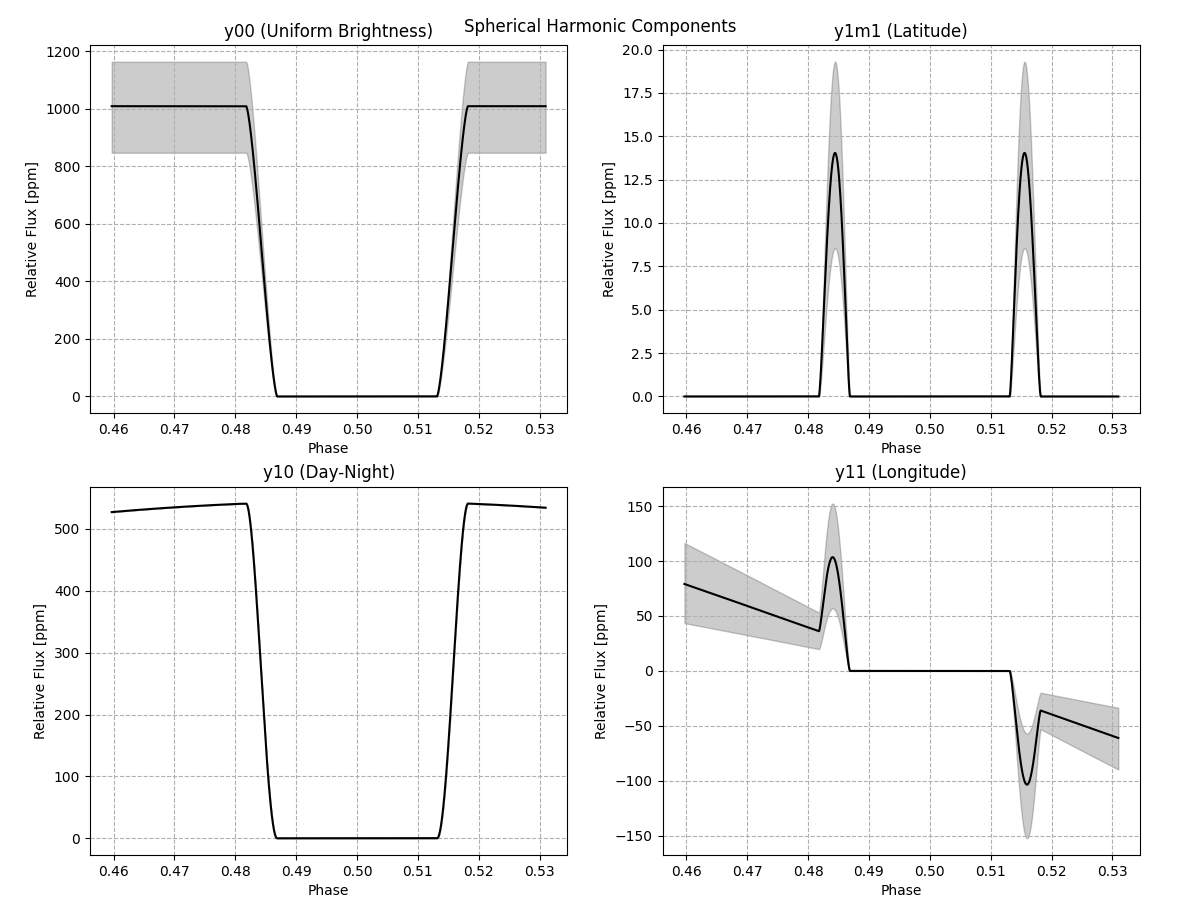 Spherical Harmonic Components
y00 (Uniform Brightness)
1200
1000
800
600
400
200
0
Relative Flux [ppm]
0.46 0.47 0.48 0.49 0.50 0.51 0.52 0.53
Phase
y1m1 (Latitude)
20.0
17.5
15.0
12.5
10.0
7.5
5.0
2.5
0.0
Relative Flux [ppm]
0.46 0.47 0.48 0.49 0.50 0.51 0.52 0.53
Phase
y10 (Day-Night)
500
400
300
200
100
0
Relative Flux [ppm]
0.46 0.47 0.48 0.49 0.50 0.51 0.52 0.53
Phase
y11 (Longitude)
150
100
50
0
−50
−100
−150
Relative Flux [ppm]
0.46 0.47 0.48 0.49 0.50 0.51 0.52 0.53
Phase